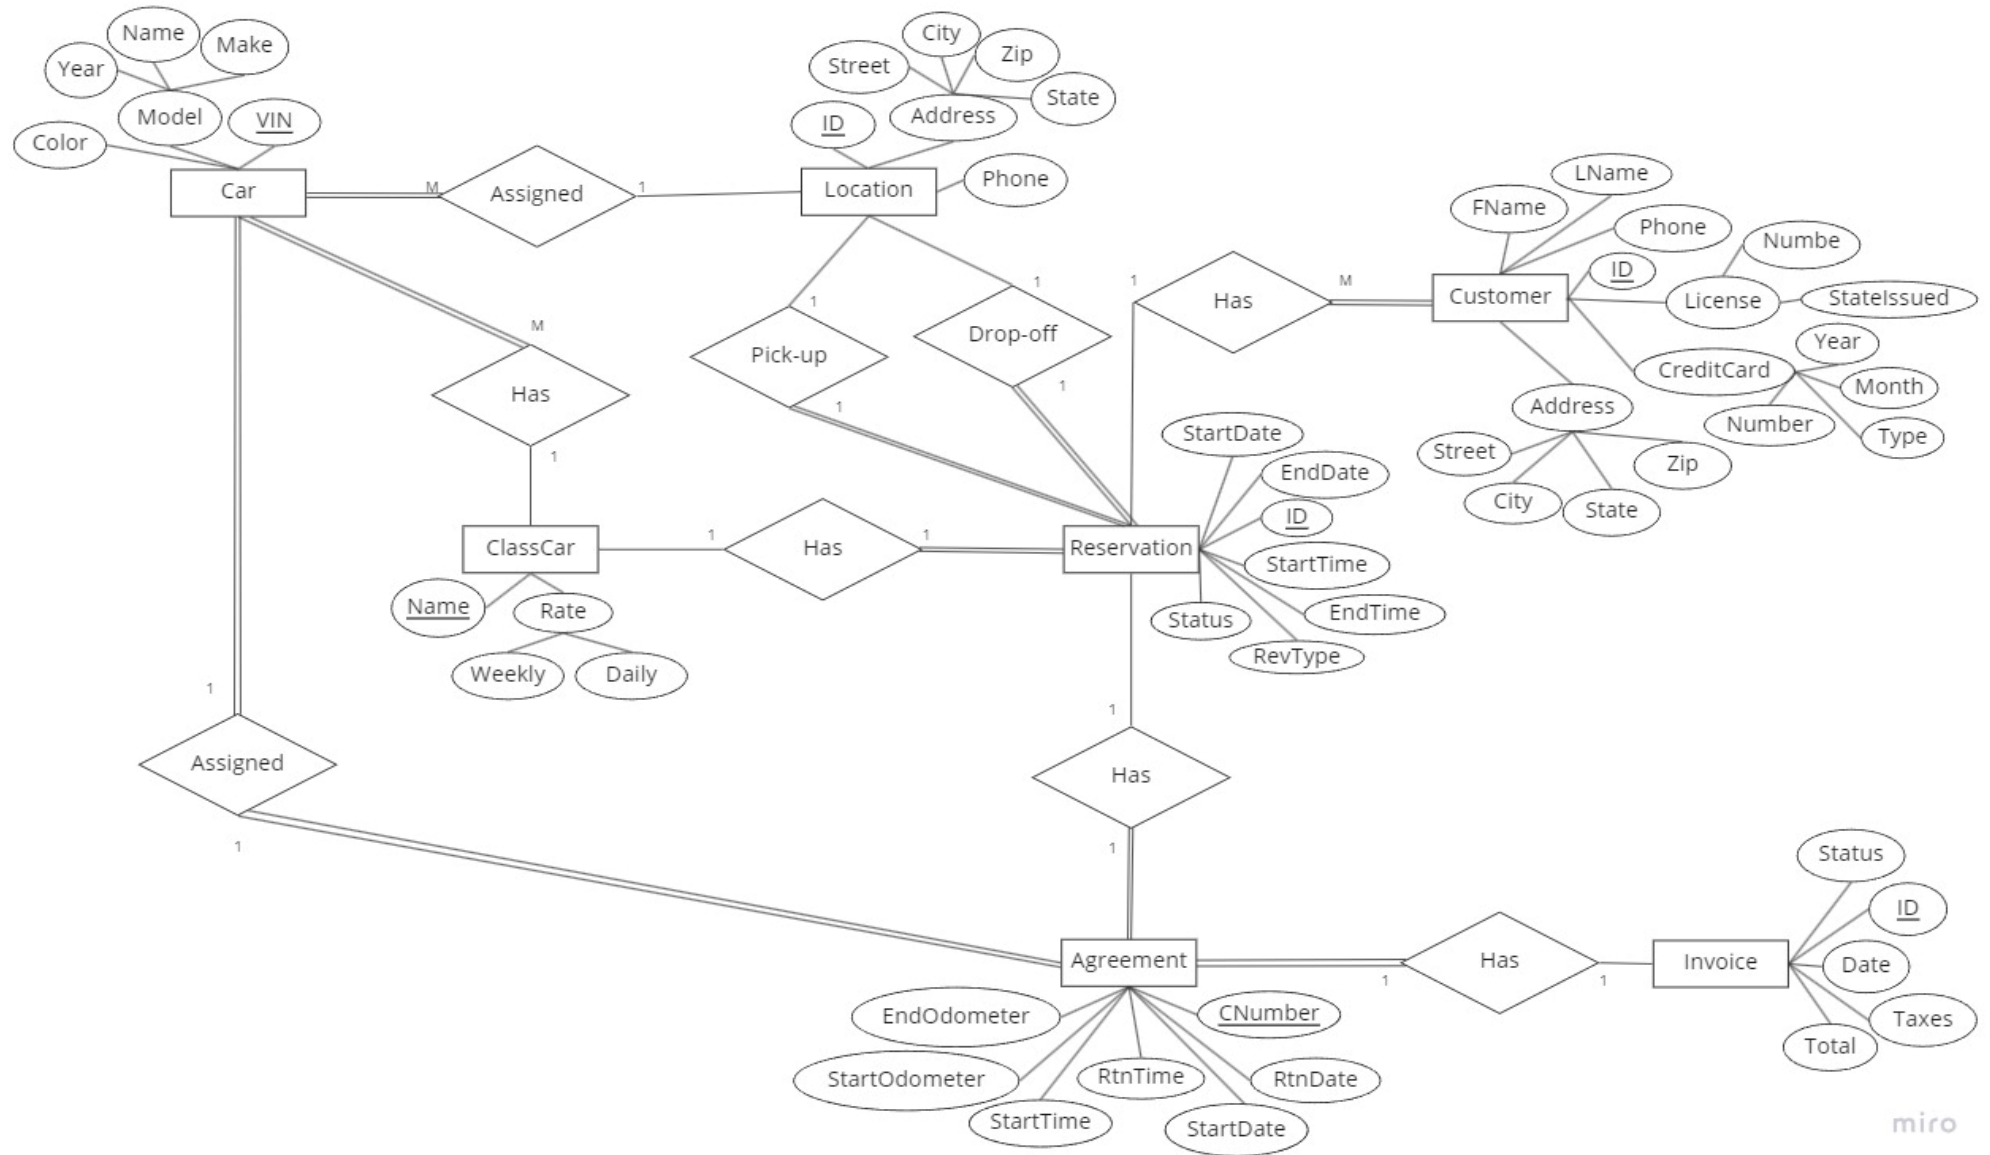 Name
Make
Year
Model
VIN
Color
Car
M
Assigned
1
City
Zip
Street
State
ID
Address
Location
Phone
LName
FName
Phone
Numbe
ID
Customer
License
StateIssued
CreditCard
Year
Month
Number
Type
Address
Street
Zip
City
State
1
Has
M
1
Pick-up
1
1
Drop-off
1
M
Has
1
ClassCar
1
Has
1
Reservation
Name
Rate
Weekly
Daily
StartDate
EndDate
ID
StartTime
EndTime
Status
RevType
1
Assigned
1
1
Has
1
Agreement
1
Has
1
Invoice
Status
ID
Date
Taxes
Total
EndOdometer
CNumber
StartOdometer
RtnTime
RtnDate
StartTime
StartDate
miro